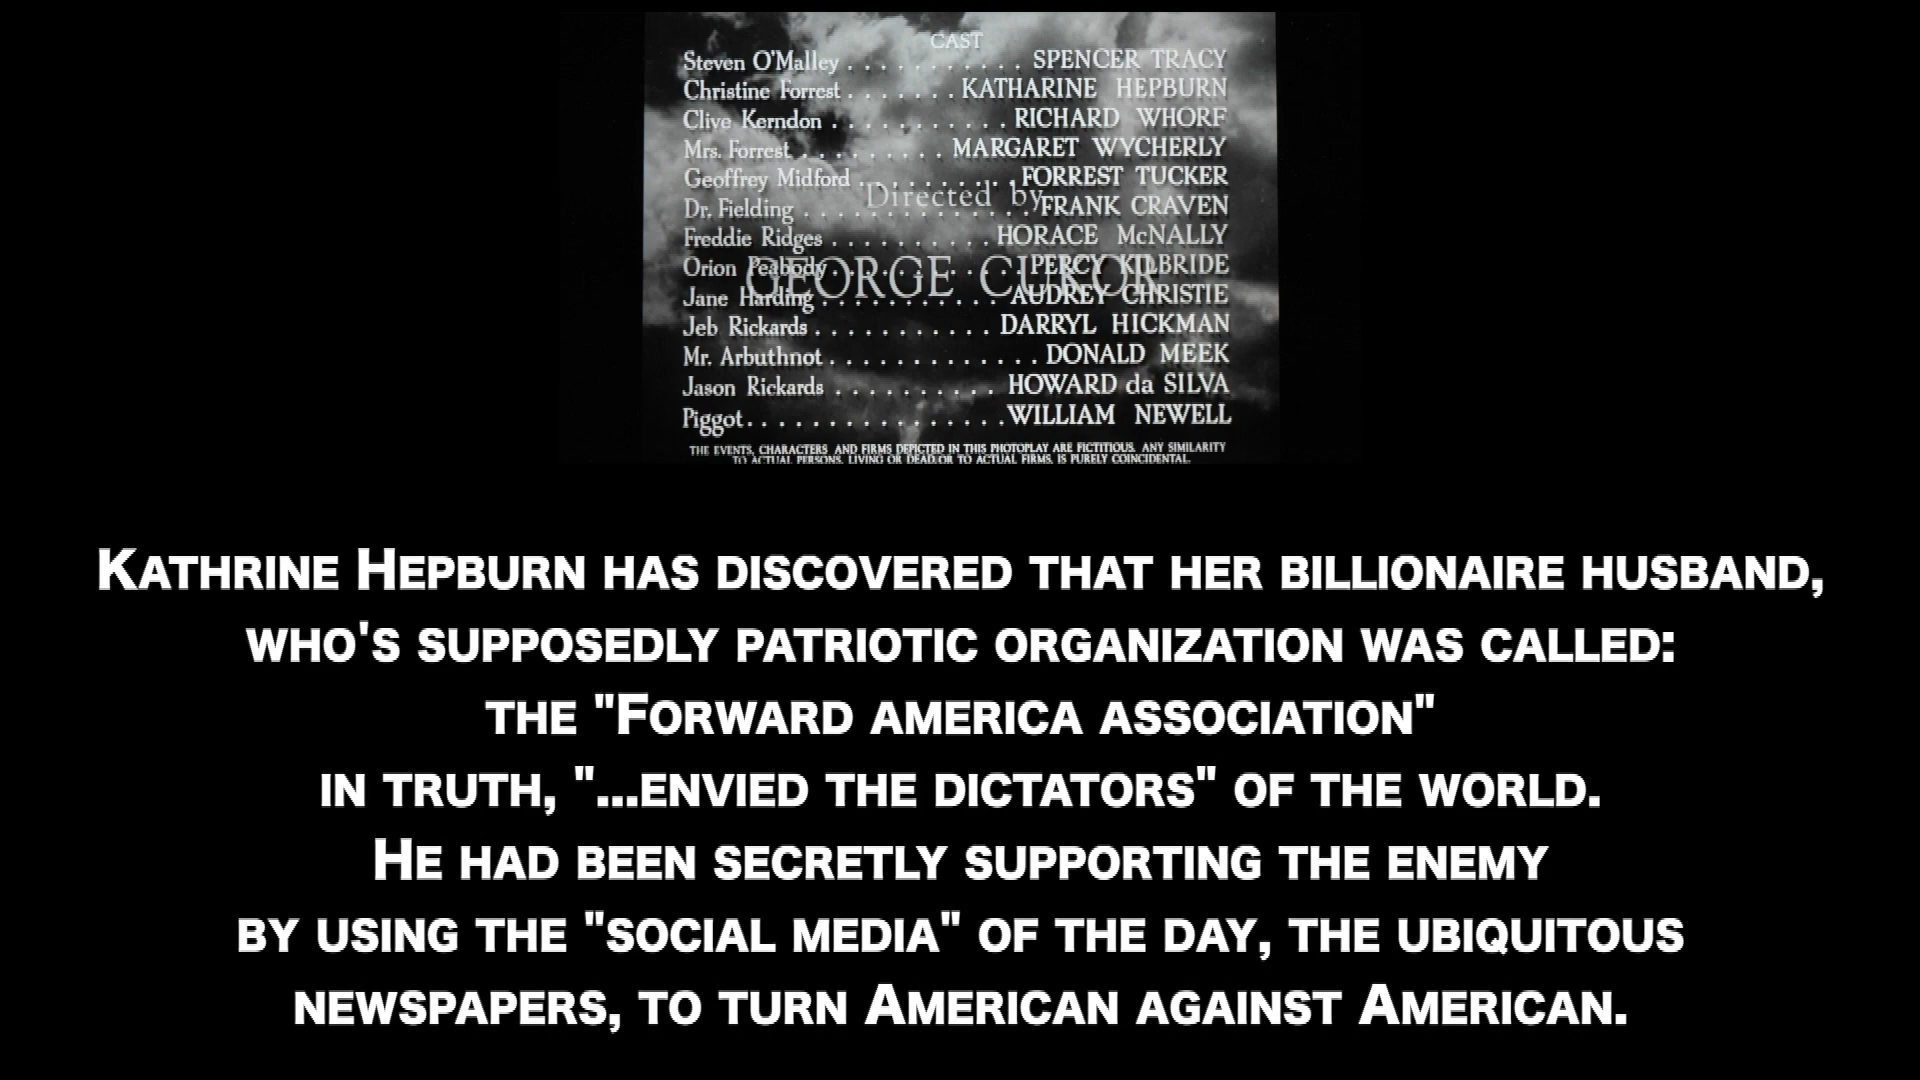 CAST
Steven O'Malley . . . . . . . . . . . SPENCER TRACY
Christine Forrest . . . . . . . KATHARINE HEPBURN
Clive Kerndon . . . . . . . . . . . RICHARD WHORF
Mrs. Forrest . . . . . . . . . MARGARET WYCHERLY
Geoffrey Midford . . . . . . . . . . FORREST TUCKER
Directed by
Dr. Fielding . . . . . . . . . . . . . . FRANK CRAVEN
Freddie Ridges . . . . . . . . . . HORACE McNALLY
Orion Peabody . . . . . . . . . . . . PERCY KILBRIDE
GEORGE CUKOR
Jane Harding . . . . . . . . . . . AUDREY CHRISTIE
Jeb Rickards . . . . . . . . . . . DARRYL HICKMAN
Mr. Arbuthnot . . . . . . . . . . . . . DONALD MEEK
Jason Rickards . . . . . . . . . . HOWARD da SILVA
Piggot . . . . . . . . . . . . . . . . WILLIAM NEWELL
THE EVENTS, CHARACTERS AND FIRMS DEPICTED IN THIS PHOTOPLAY ARE FICTITIOUS. ANY SIMILARITY
TO ACTUAL PERSONS, LIVING OR DEAD, OR TO ACTUAL FIRMS, IS PURELY COINCIDENTAL.
Kathrine Hepburn has discovered that her billionaire husband,
who's supposedly patriotic organization was called:
the "Forward america association"
in truth, "...envied the dictators" of the world.
He had been secretly supporting the enemy
by using the "social media" of the day, the ubiquitous
newspapers, to turn American against American.